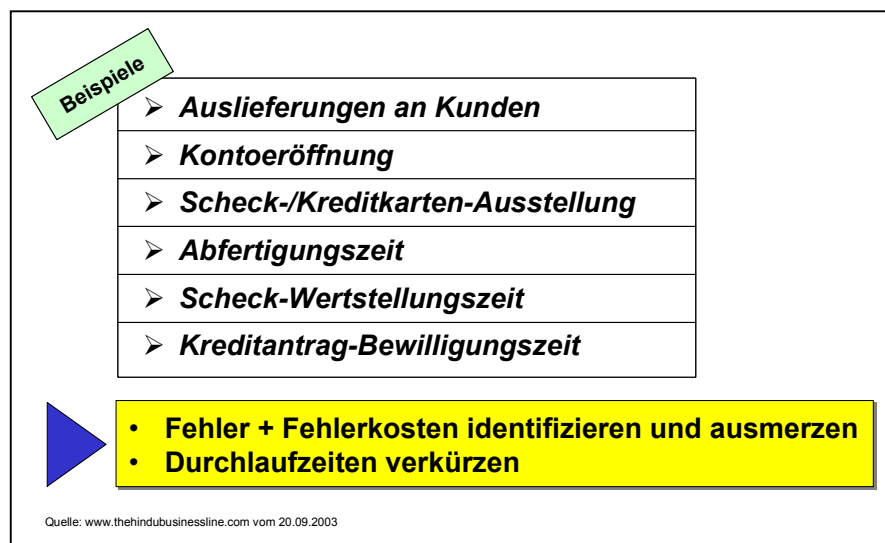 Beispiele
➢ Auslieferungen an Kunden
➢ Kontoeröffnung
➢ Scheck-/Kreditkarten-Ausstellung
➢ Abfertigungszeit
➢ Scheck-Wertstellungszeit
➢ Kreditantrag-Bewilligungszeit
• Fehler + Fehlerkosten identifizieren und ausmerzen
• Durchlaufzeiten verkürzen
Quelle: www.thehindubusinessline.com vom 20.09.2003